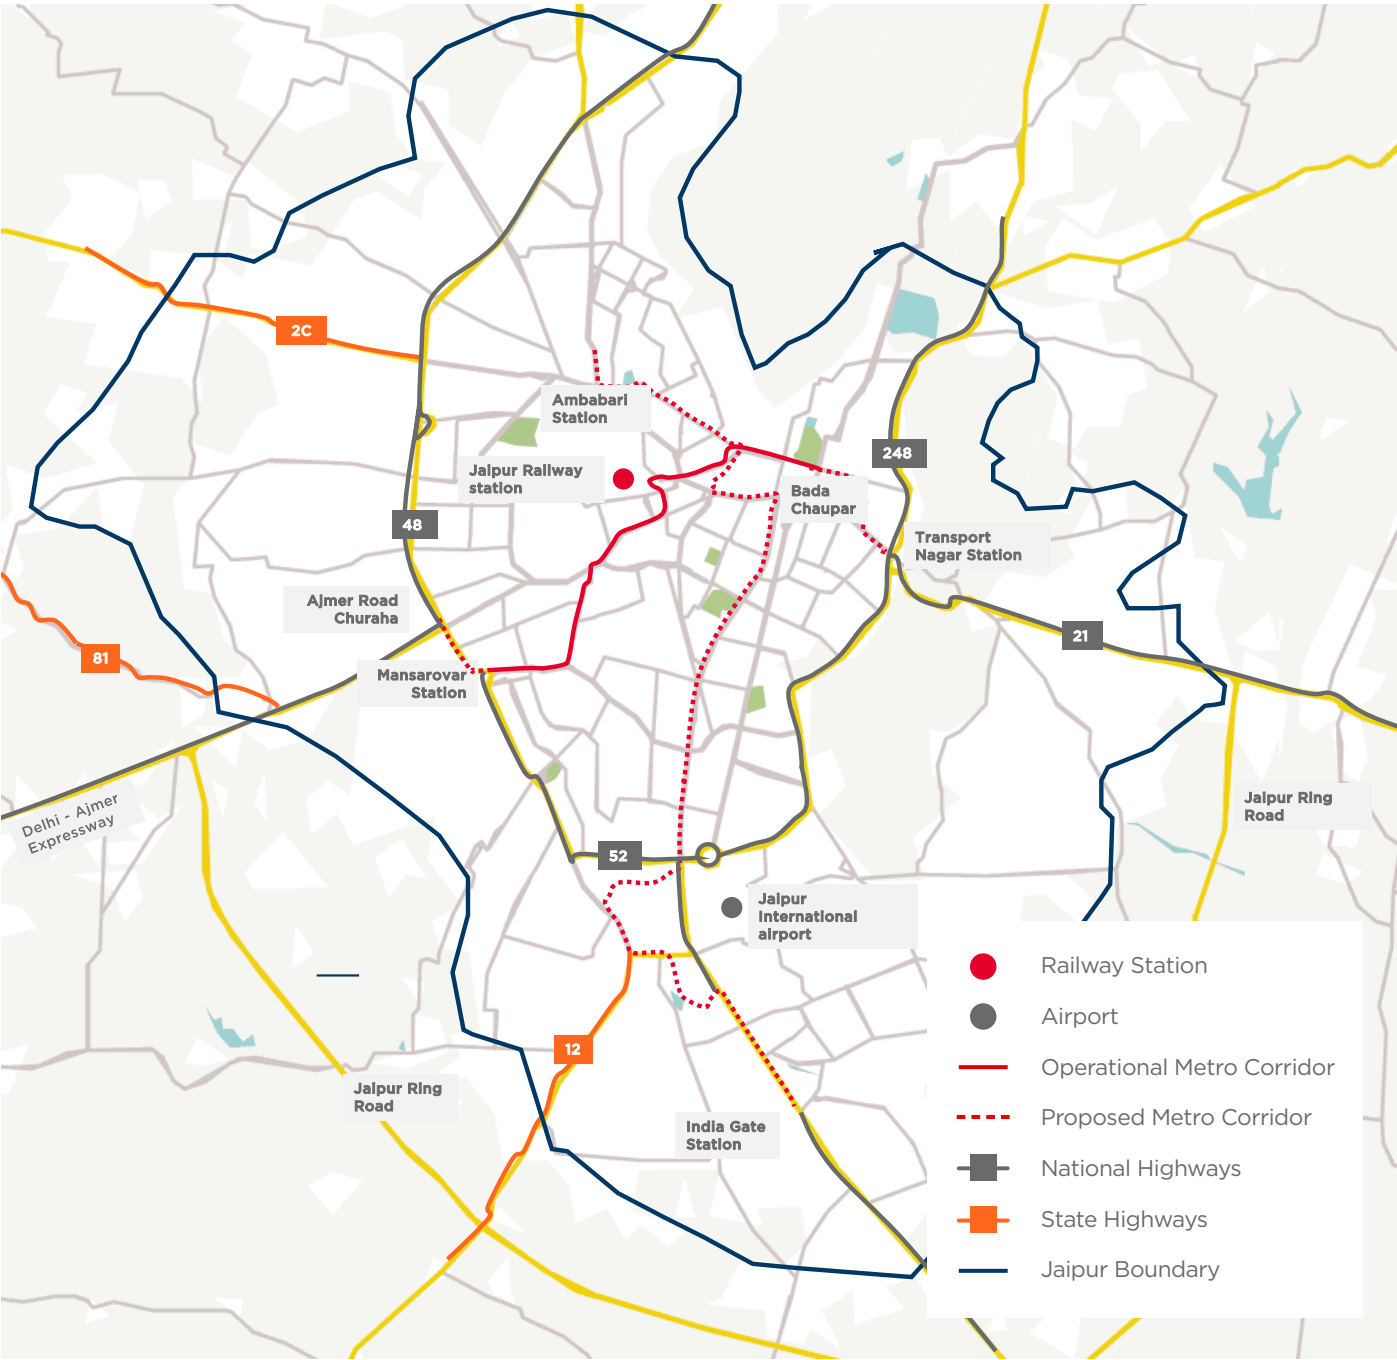 2C
Ambabari
Station
248
Jaipur Railway
station
Bada
Chaupar
48
Transport
Nagar Station
Ajmer Road
Churaha
21
81
Mansarovar
Station
Delhi - Ajmer
Expressway
Jaipur Ring
Road
52
Jaipur
International
airport
12
Jaipur Ring
Road
India Gate
Station
Railway Station
Airport
Operational Metro Corridor
Proposed Metro Corridor
National Highways
State Highways
Jaipur Boundary